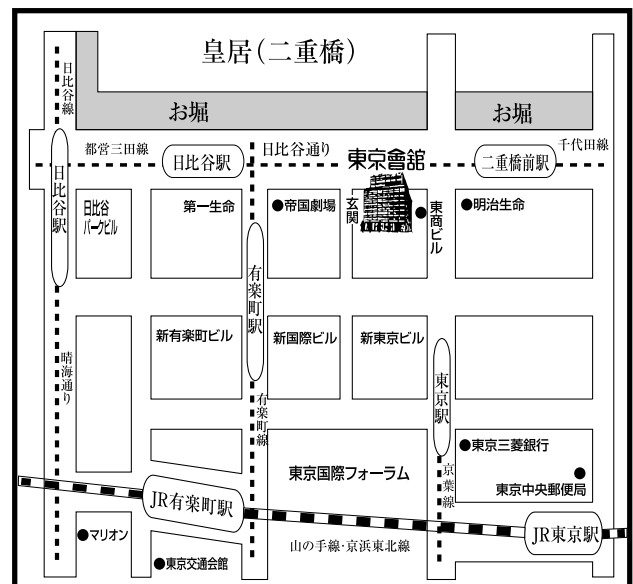 皇居(二重橋)
日比谷線
お堀
お堀
都営三田線
日比谷駅
日比谷通り
東京會舘
二重橋前駅
千代田線
日比谷駅
日比谷
パークビル
第一生命
●帝国劇場
玄関
●東商ビル
●明治生命
有楽町駅
新有楽町ビル
新国際ビル
新東京ビル
東京駅
晴海通り
有楽町線
東京国際フォーラム
●東京三菱銀行
京葉線
東京中央郵便局
JR有楽町駅
JR東京駅
●マリオン
山の手線・京浜東北線
●東京交通会館